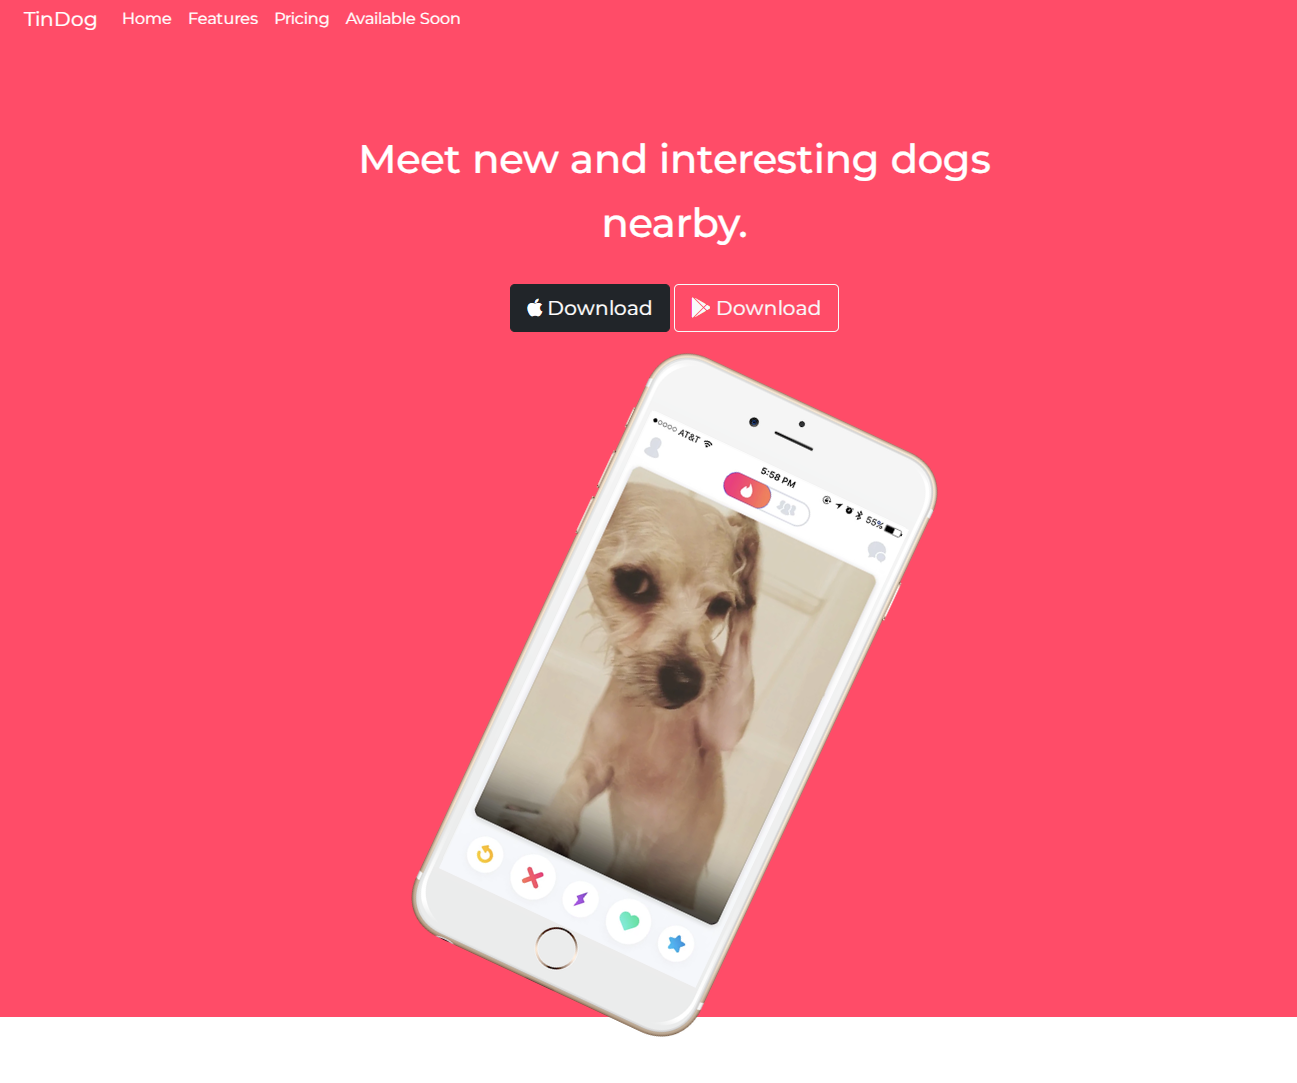 TinDog Home Features Pricing Available Soon
Meet new and interesting dogs
nearby.
Download Download
AT&T 5:58 PM 55%